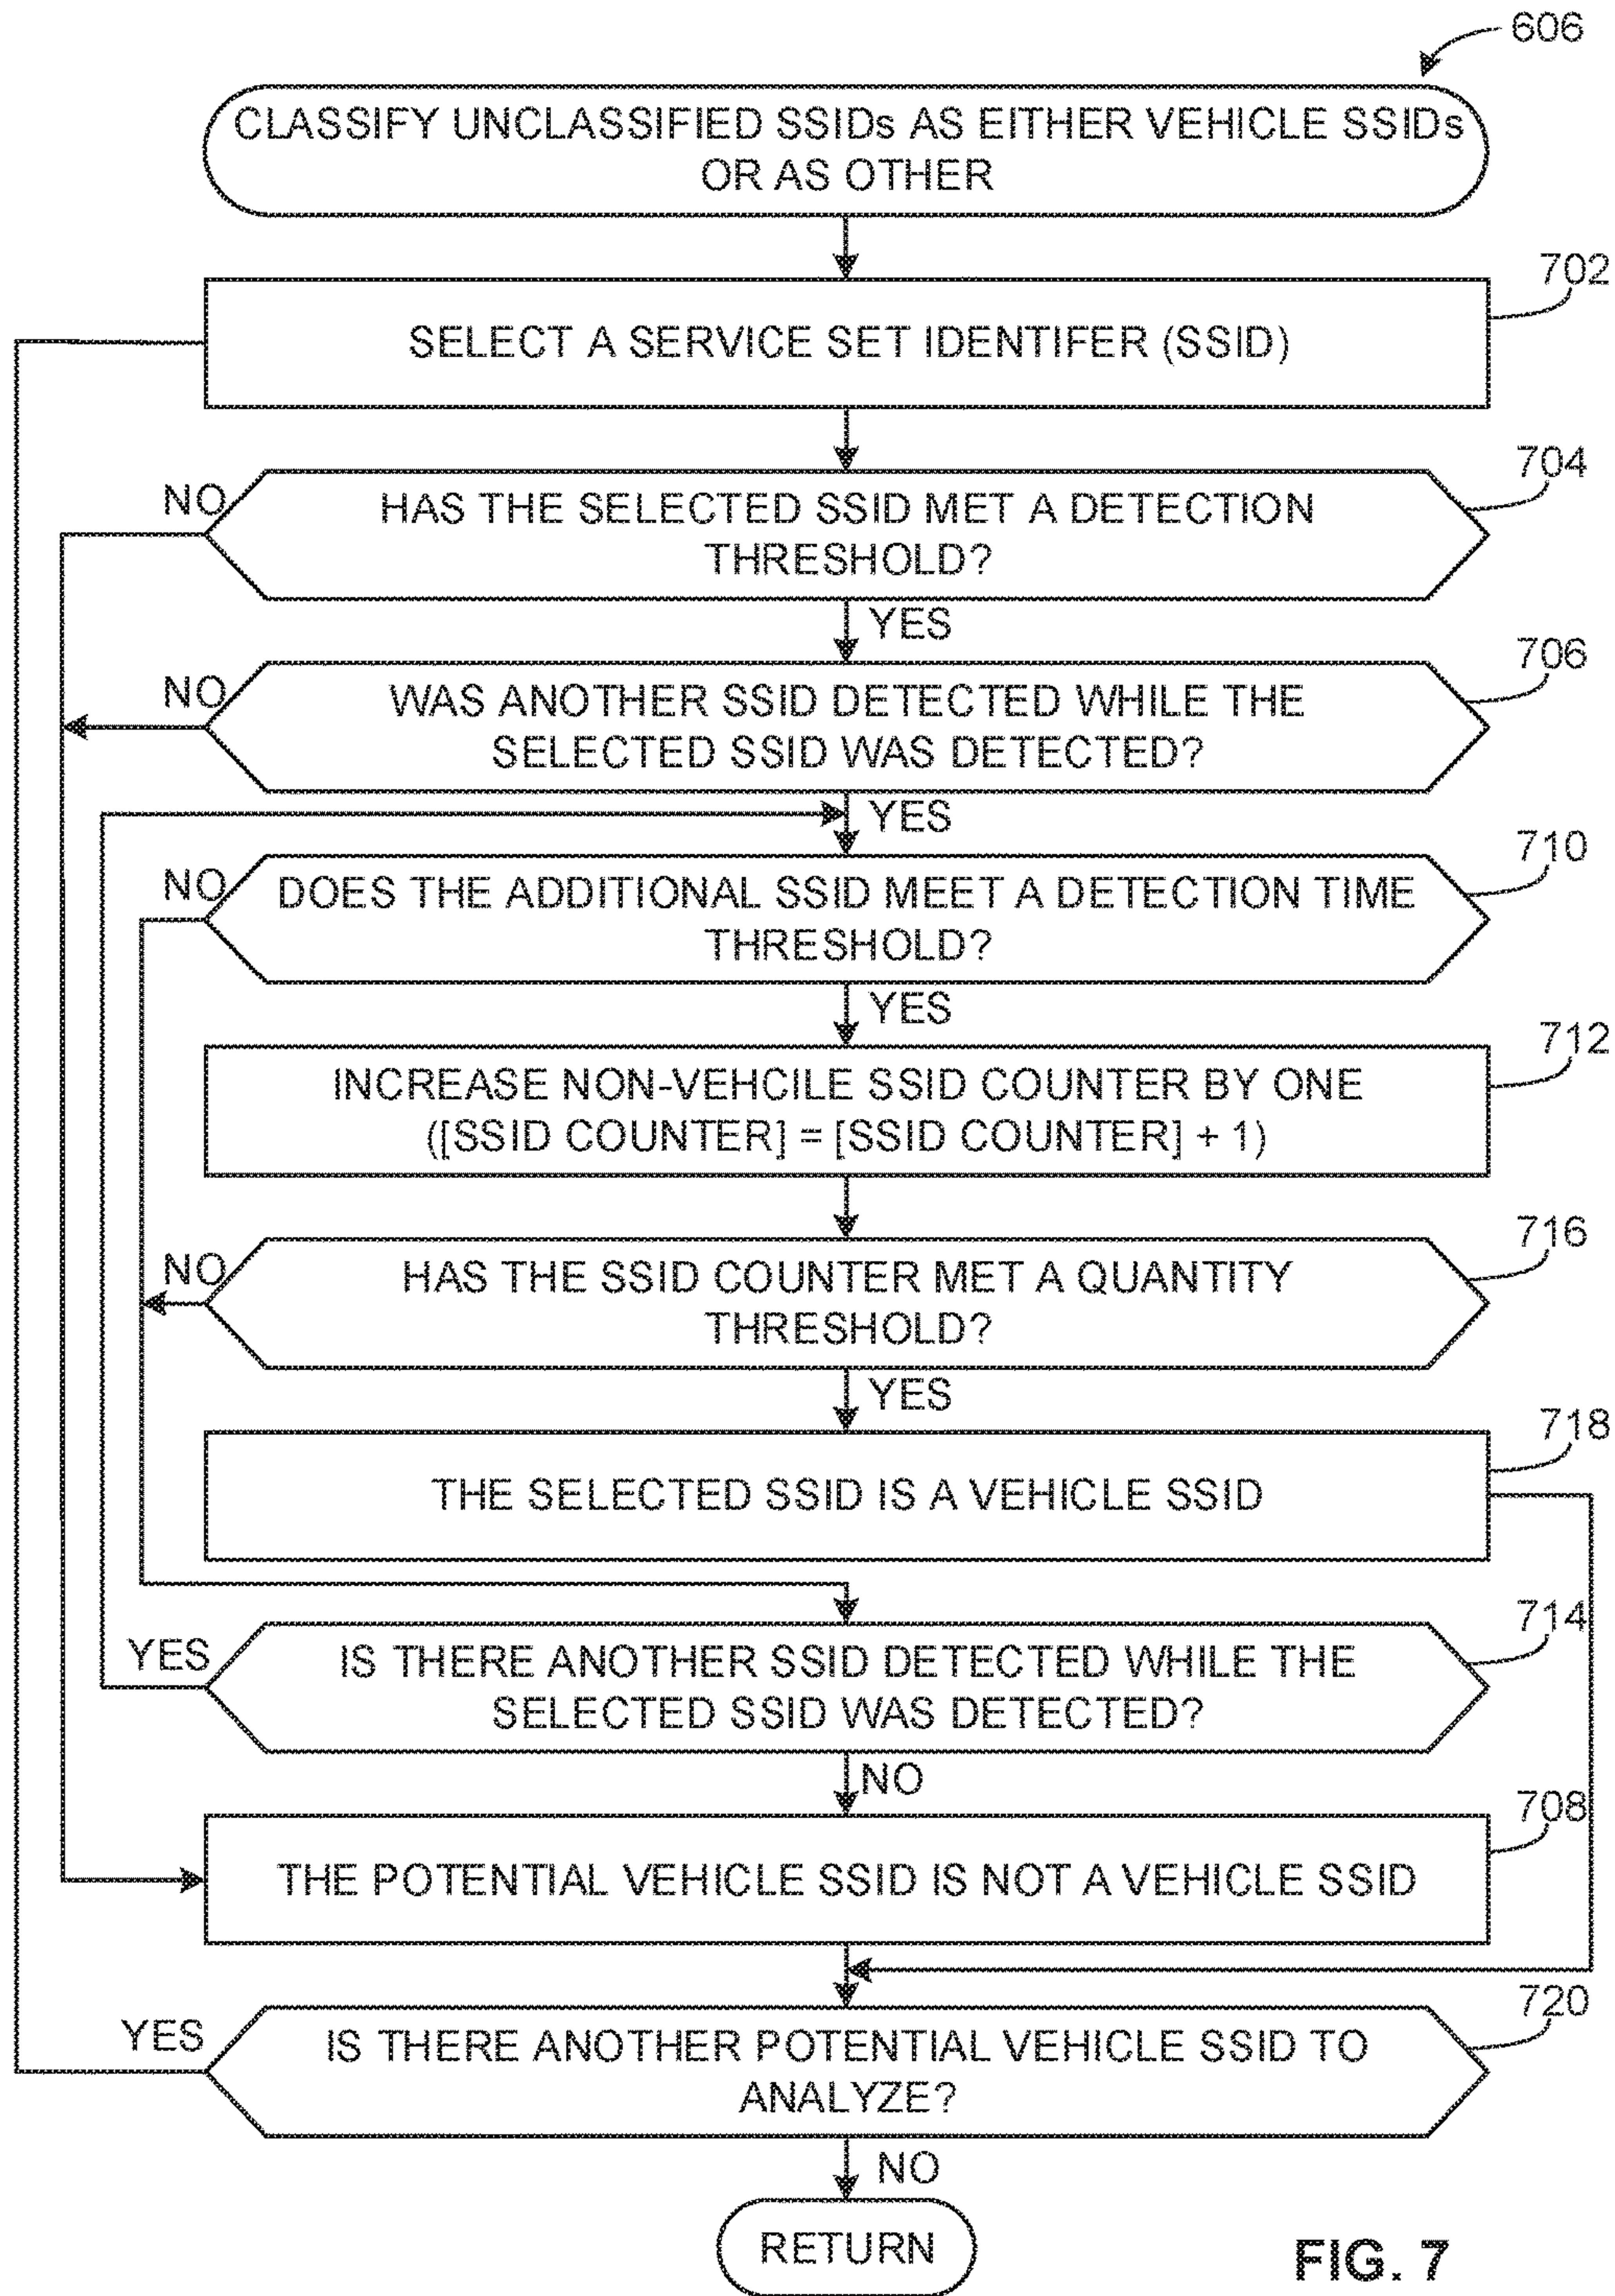 606
CLASSIFY UNCLASSIFIED SSIDs AS EITHER VEHICLE SSIDs
OR AS OTHER
702
SELECT A SERVICE SET IDENTIFER (SSID)
704
NO
HAS THE SELECTED SSID MET A DETECTION
THRESHOLD?
YES
706
NO
WAS ANOTHER SSID DETECTED WHILE THE
SELECTED SSID WAS DETECTED?
YES
710
NO
DOES THE ADDITIONAL SSID MEET A DETECTION TIME
THRESHOLD?
YES
712
INCREASE NON-VEHCILE SSID COUNTER BY ONE
([SSID COUNTER] = [SSID COUNTER] + 1)
716
NO
HAS THE SSID COUNTER MET A QUANTITY
THRESHOLD?
YES
718
THE SELECTED SSID IS A VEHICLE SSID
714
YES
IS THERE ANOTHER SSID DETECTED WHILE THE
SELECTED SSID WAS DETECTED?
NO
708
THE POTENTIAL VEHICLE SSID IS NOT A VEHICLE SSID
720
YES
IS THERE ANOTHER POTENTIAL VEHICLE SSID TO
ANALYZE?
NO
RETURN
FIG. 7